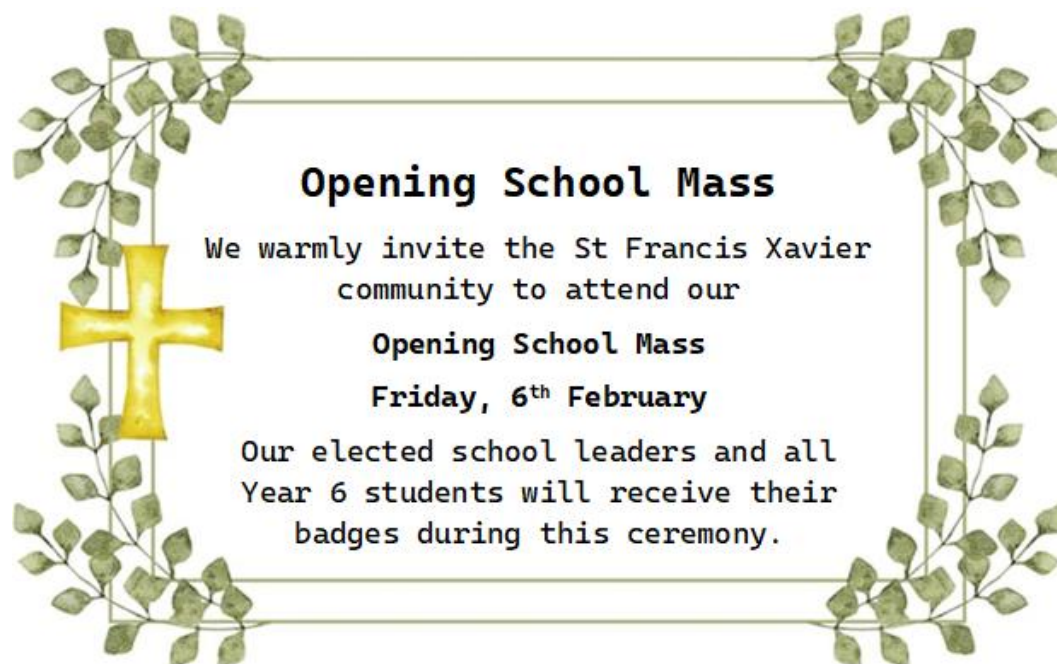 Opening School Mass
We warmly invite the St Francis Xavier
community to attend our
Opening School Mass
Friday, 6th February
Our elected school leaders and all
Year 6 students will receive their
badges during this ceremony.